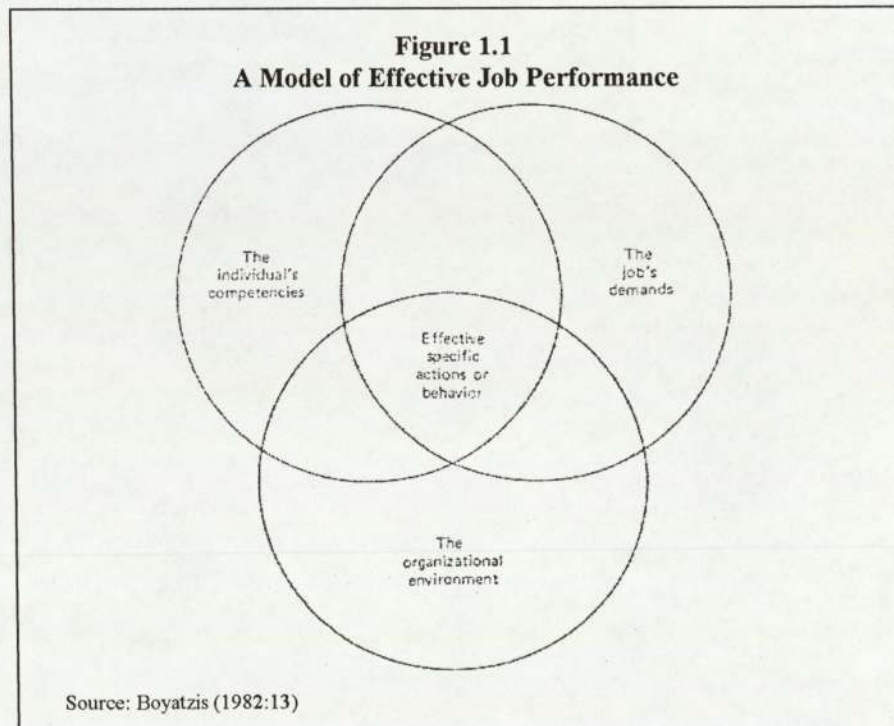 Figure 1.1
A Model of Effective Job Performance
The
individual's
competencies
The
job's
demands
Effective
specific
actions or
behavior
The
organizational
environment
Source: Boyatzis (1982:13)